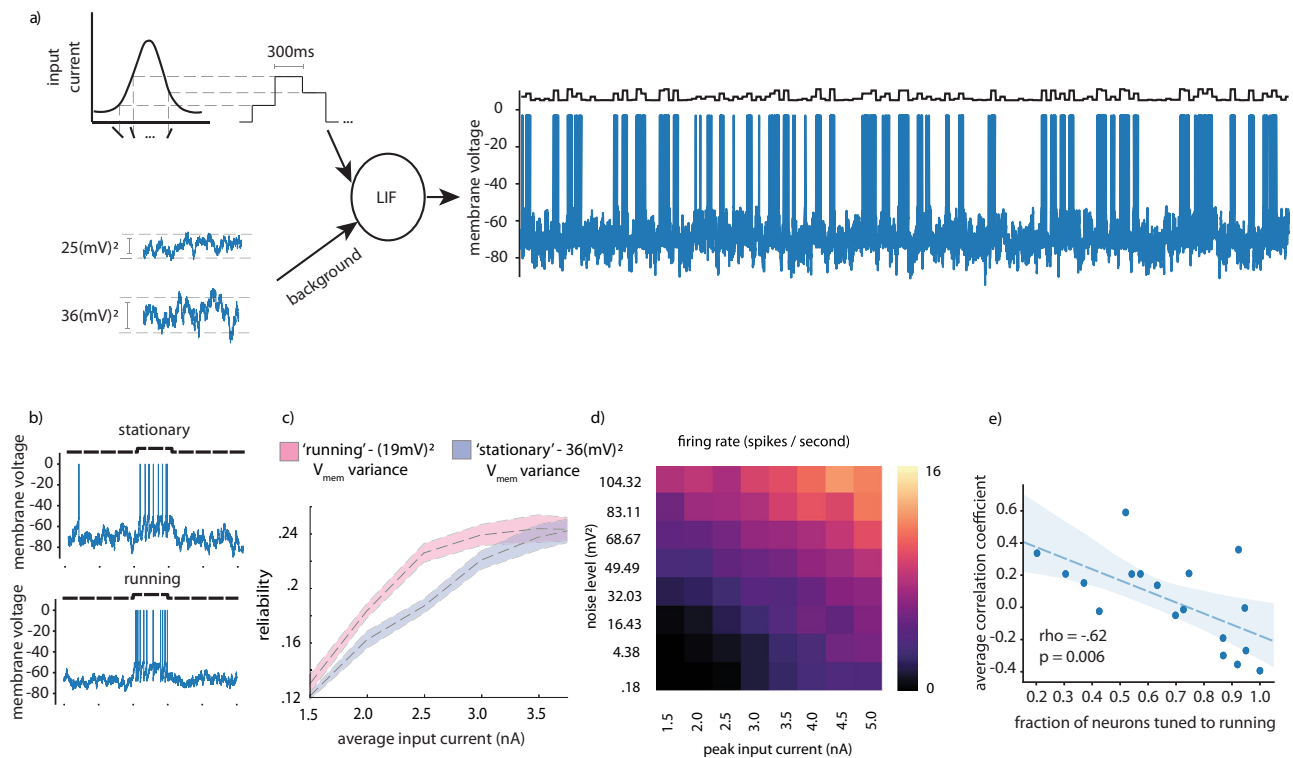 a)
input
current
300ms
...
...
25(mV)²
36(mV)²
background
LIF
membrane voltage
0
-20
-40
-60
-80
b)
stationary
membrane voltage
0
-20
-40
-60
-80
running
membrane voltage
0
-20
-40
-60
-80
c)
'running' - (19mV)²
Vmem variance
'stationary' - 36(mV)²
Vmem variance
reliability
.24
.2
.16
.12
1.5 2.0 2.5 3.0 3.5
average input current (nA)
d)
firing rate (spikes / second)
noise level (mV²)
104.32
83.11
68.67
49.49
32.03
16.43
4.38
.18
1.5 2.0 2.5 3.0 3.5 4.0 4.5 5.0
peak input current (nA)
16
0
e)
average correlation coefficient
0.6
0.4
0.2
0.0
-0.2
-0.4
rho = -.62
p = 0.006
0.2 0.3 0.4 0.5 0.6 0.7 0.8 0.9 1.0
fraction of neurons tuned to running